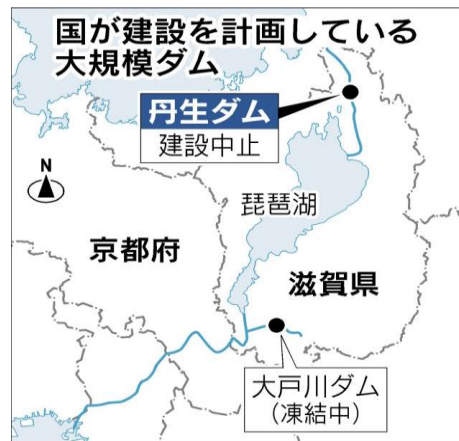 国が建設を計画している
大規模ダム
丹生ダム
建設中止
N
琵琶湖
京都府
滋賀県
大戸川ダム
(凍結中)